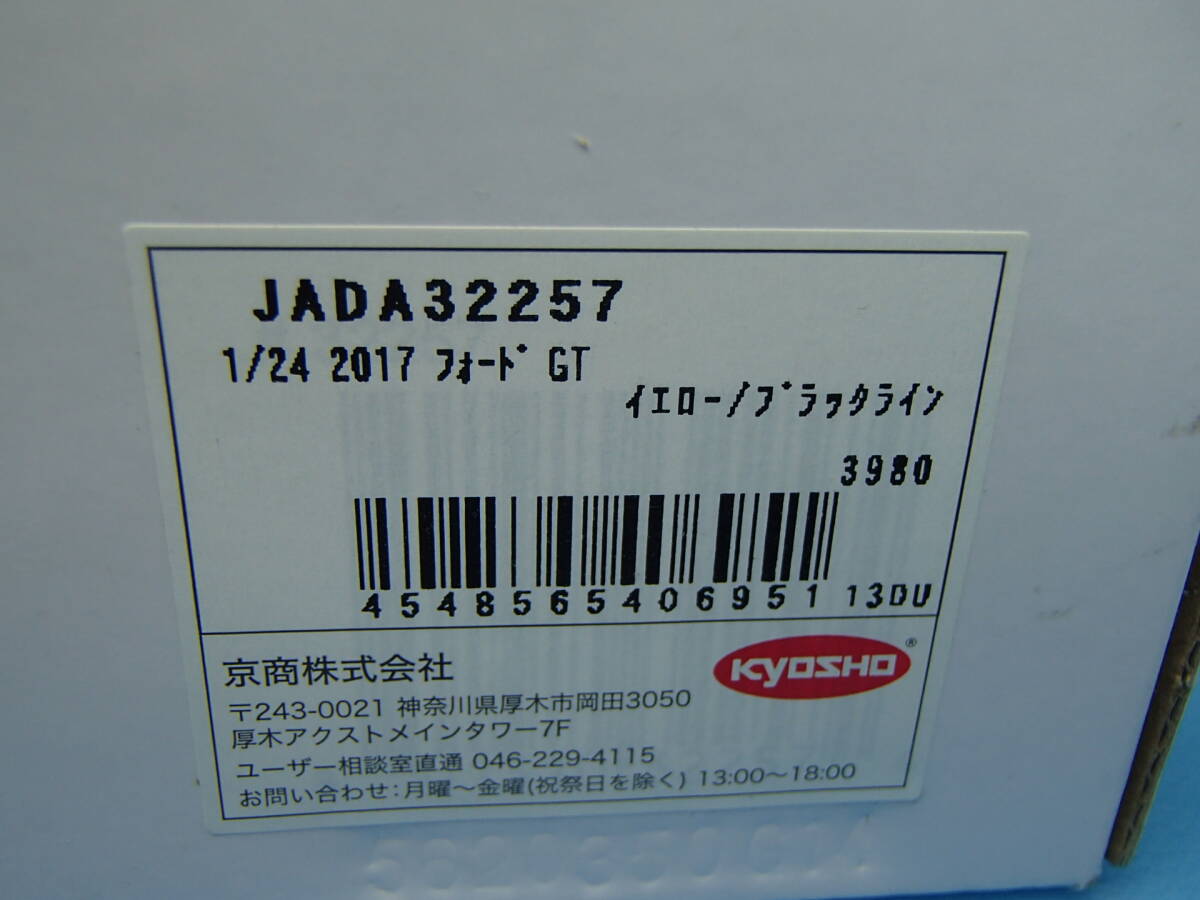 JADA32257
1/24 2017 ﾌｫｰﾄﾞ GT
ｲｴﾛｰ/ﾌﾞﾗｯｸﾗｲﾝ
3980
4548565406951 13DU
京商株式会社
KYOSHO®
〒243-0021 神奈川県厚木市岡田3050
厚木アクストメインタワー7F
ユーザー相談室直通 046-229-4115
お問い合わせ：月曜～金曜(祝祭日を除く) 13:00～18:00